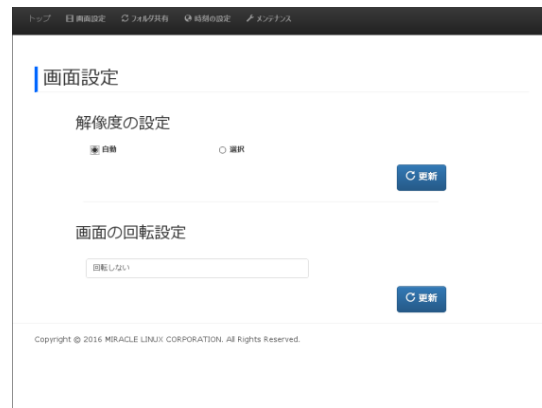 トップ 画面設定 フォルダ共有 時刻の設定 メンテナンス
画面設定
解像度の設定
自動 選択
更新
画面の回転設定
回転しない
更新
Copyright © 2016 MIRACLE LINUX CORPORATION. All Rights Reserved.